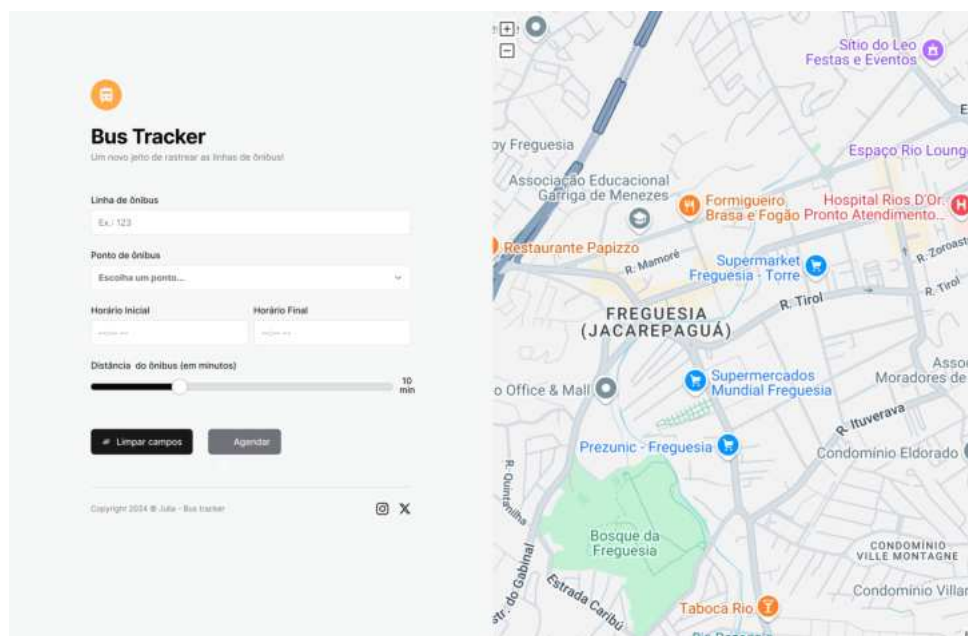 Bus Tracker
Um novo jeito de rastrear as linhas de ônibus!
Linha de ônibus
Ex.: 123
Ponto de ônibus
Escolha um ponto...
Horário Inicial
Horário Final
--:-- --
--:-- --
Distância do ônibus (em minutos)
10
min
Limpar campos
Agendar
Copyright 2024 © Julia - Bus tracker
Sítio do Leo
Festas e Eventos
by Freguesia
Espaço Rio Loung
Associação Educacional
Garriga de Menezes
Formigueiro
Brasa e Fogão
Hospital Rios D'Or.
Pronto Atendimento...
Restaurante Papizzo
R. Mamoré
Supermarket
Freguesia - Torre
R. Zoroast
R. Tirol
R. Tirol
FREGUESIA
(JACAREPAGUÁ)
o Office & Mall
Supermercados
Mundial Freguesia
Asso
Moradores de
R. Ituverava
Prezunic - Freguesia
Condomínio Eldorado
R. Quintanilha
Bosque da
Freguesia
CONDOMÍNIO
VILLE MONTAGNE
Estr. do Gabinal
Estrada Caribú
Condomínio Villar
Taboca Rio